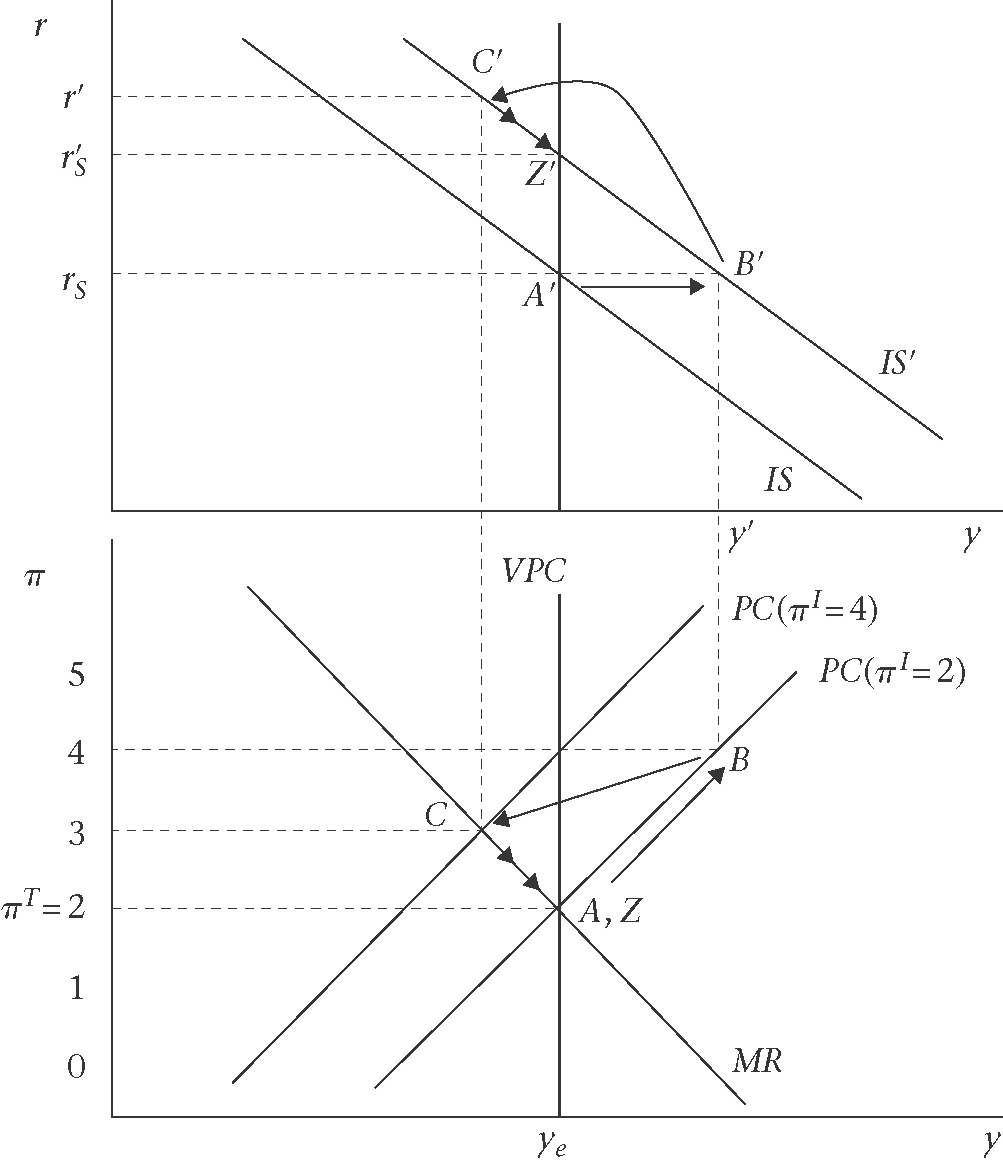 r
C′
r′
r′S
Z′
B′
rS
A′
IS′
IS
y′
y
π
VPC
PC(πI=4)
5
PC(πI=2)
4
B
C
3
πT=2
A, Z
1
0
MR
ye
y